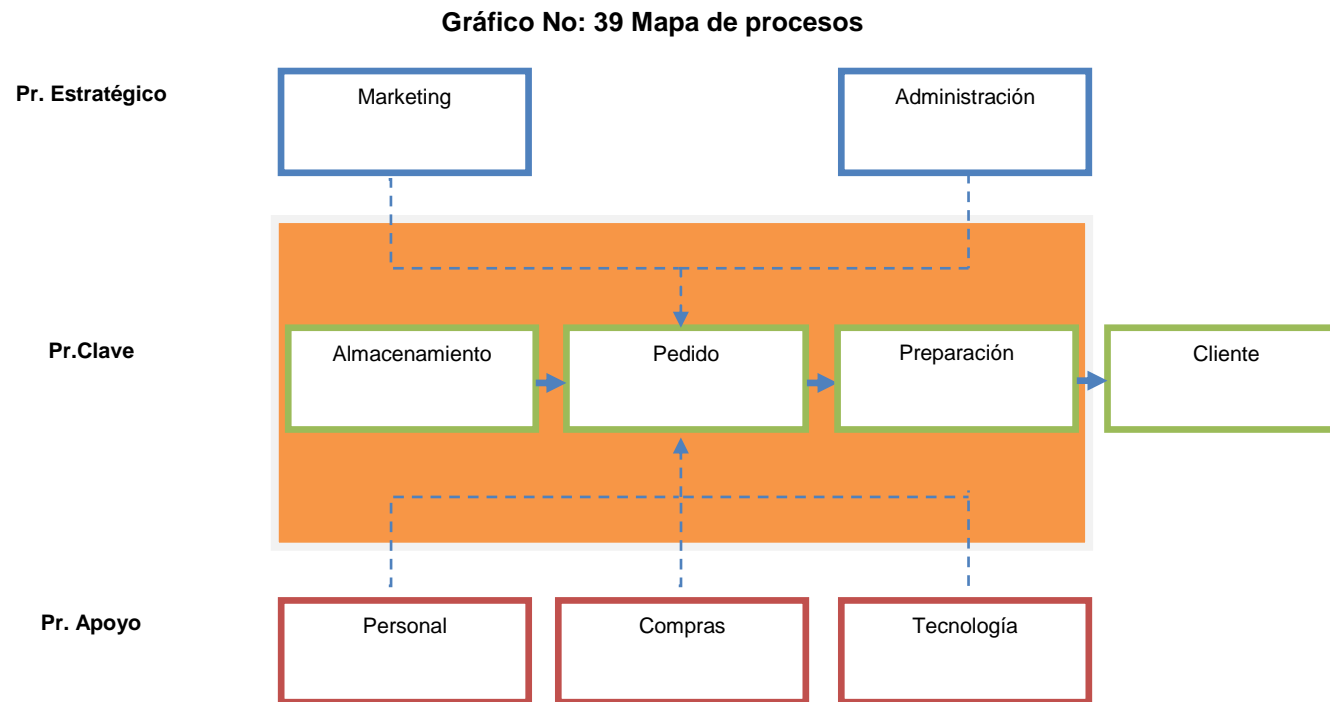 Gráfico No: 39 Mapa de procesos
Pr. Estratégico
Marketing
Administración
Pr.Clave
Almacenamiento
Pedido
Preparación
Cliente
Pr. Apoyo
Personal
Compras
Tecnología